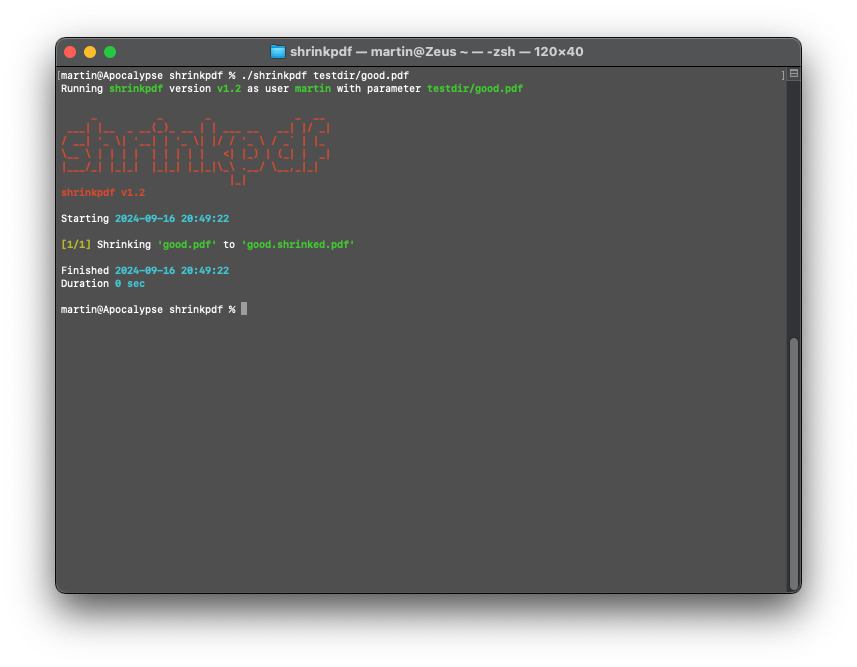 shrinkpdf — martin@Zeus ~ — -zsh — 120×40
[martin@Apocalypse shrinkpdf % ./shrinkpdf testdir/good.pdf ]
Running shrinkpdf version v1.2 as user martin with parameter testdir/good.pdf
shrinkpdf
shrinkpdf v1.2
Starting 2024-09-16 20:49:22
[1/1] Shrinking 'good.pdf' to 'good.shrinked.pdf'
Finished 2024-09-16 20:49:22
Duration 0 sec
martin@Apocalypse shrinkpdf %